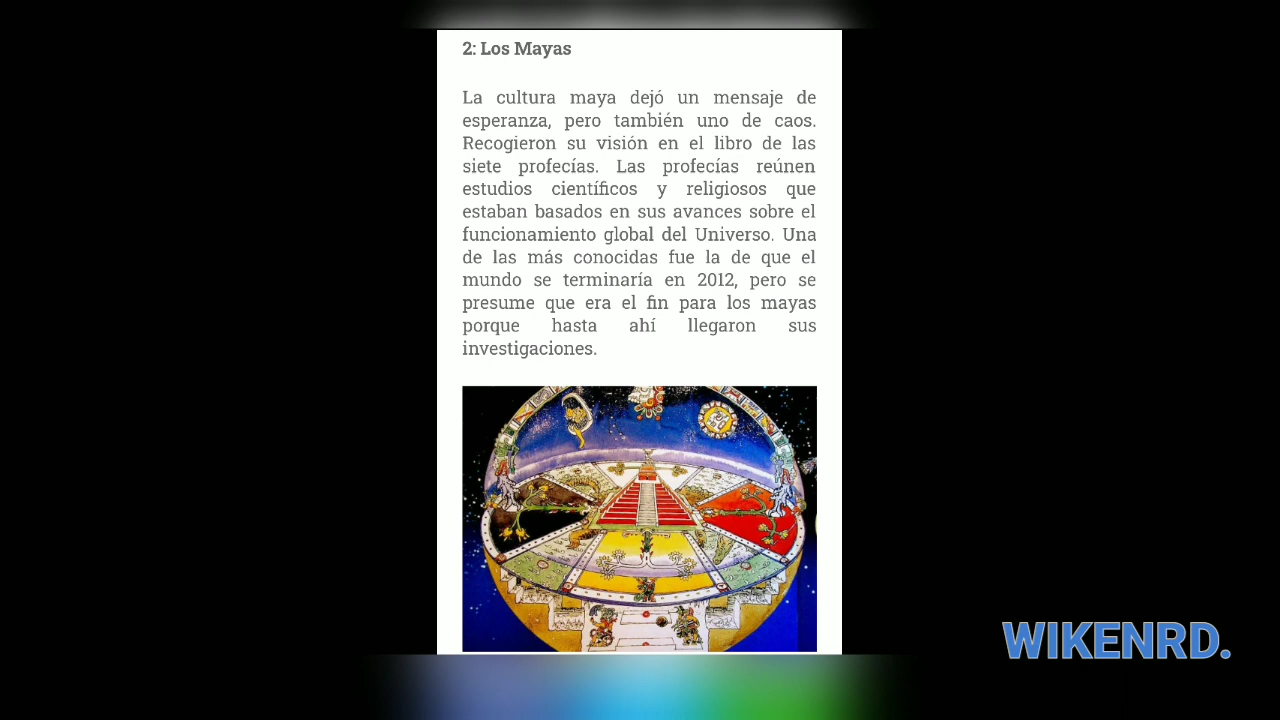 2: Los Mayas
La cultura maya dejó un mensaje de
esperanza, pero también uno de caos.
Recogieron su visión en el libro de las
siete profecías. Las profecías reúnen
estudios científicos y religiosos que
estaban basados en sus avances sobre el
funcionamiento global del Universo. Una
de las más conocidas fue la de que el
mundo se terminaría en 2012, pero se
presume que era el fin para los mayas
porque hasta ahí llegaron sus
investigaciones.
WIKENRD.